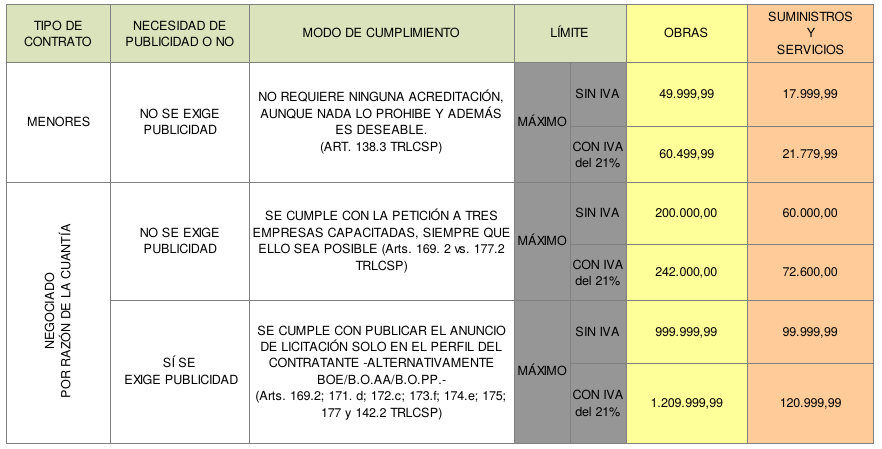 TIPO DE
CONTRATO
NECESIDAD DE
PUBLICIDAD O NO
MODO DE CUMPLIMIENTO
LÍMITE
OBRAS
SUMINISTROS
Y
SERVICIOS
MENORES
NO SE EXIGE
PUBLICIDAD
NO REQUIERE NINGUNA ACREDITACIÓN,
AUNQUE NADA LO PROHIBE Y ADEMÁS
ES DESEABLE.
(ART. 138.3 TRLCSP)
MÁXIMO
SIN IVA
49.999,99
17.999,99
CON IVA
del 21%
60.499,99
21.779,99
NEGOCIADO
POR RAZÓN DE LA CUANTÍA
NO SE EXIGE
PUBLICIDAD
SE CUMPLE CON LA PETICIÓN A TRES
EMPRESAS CAPACITADAS, SIEMPRE QUE
ELLO SEA POSIBLE (Arts. 169. 2 vs. 177.2
TRLCSP)
MÁXIMO
SIN IVA
200.000,00
60.000,00
CON IVA
del 21%
242.000,00
72.600,00
SÍ SE
EXIGE PUBLICIDAD
SE CUMPLE CON PUBLICAR EL ANUNCIO
DE LICITACIÓN SOLO EN EL PERFIL DEL
CONTRATANTE -ALTERNATIVAMENTE
BOE/B.O.AA/B.O.PP.-
(Arts. 169.2; 171. d; 172.c; 173.f; 174.e; 175;
177 y 142.2 TRLCSP)
MÁXIMO
SIN IVA
999.999,99
99.999,99
CON IVA
del 21%
1.209.999,99
120.999,99